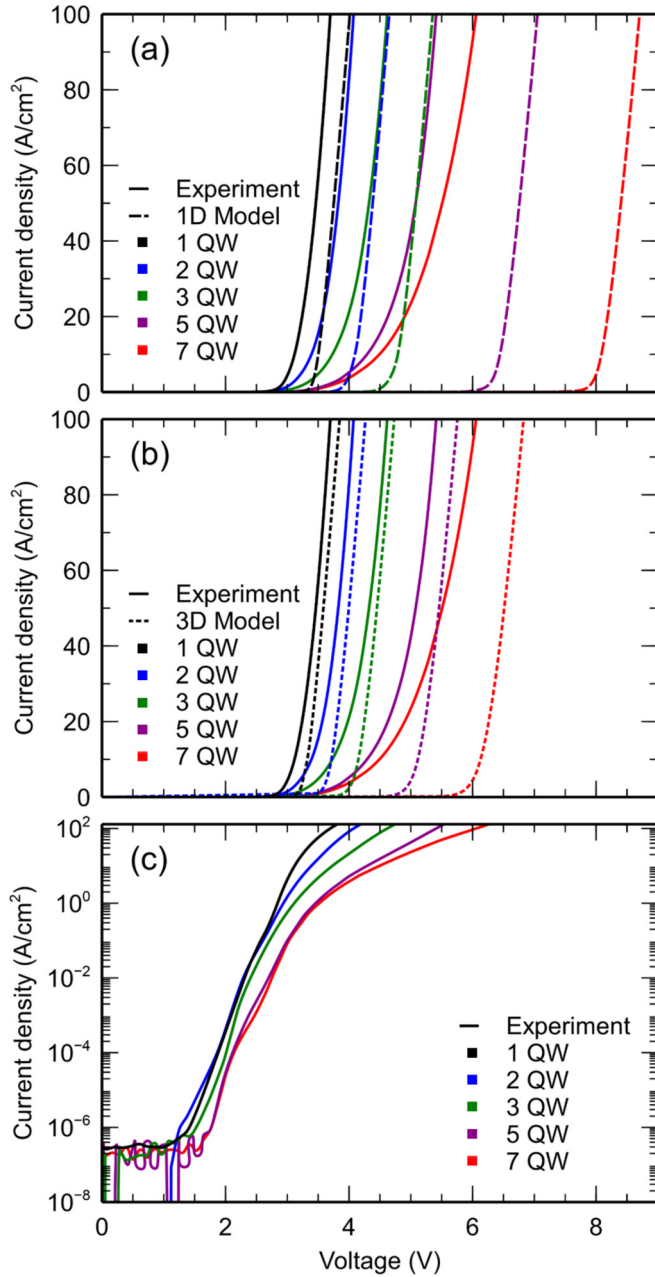 100
(a)
80
60
Experiment
1D Model
40
1 QW
2 QW
3 QW
20
5 QW
7 QW
0
Current density (A/cm²)
100
(b)
80
60
Experiment
3D Model
40
1 QW
2 QW
3 QW
20
5 QW
7 QW
0
Current density (A/cm²)
10²
(c)
10⁰
10⁻²
Experiment
1 QW
10⁻⁴
2 QW
3 QW
10⁻⁶
5 QW
7 QW
10⁻⁸
Current density (A/cm²)
0 2 4 6 8
Voltage (V)